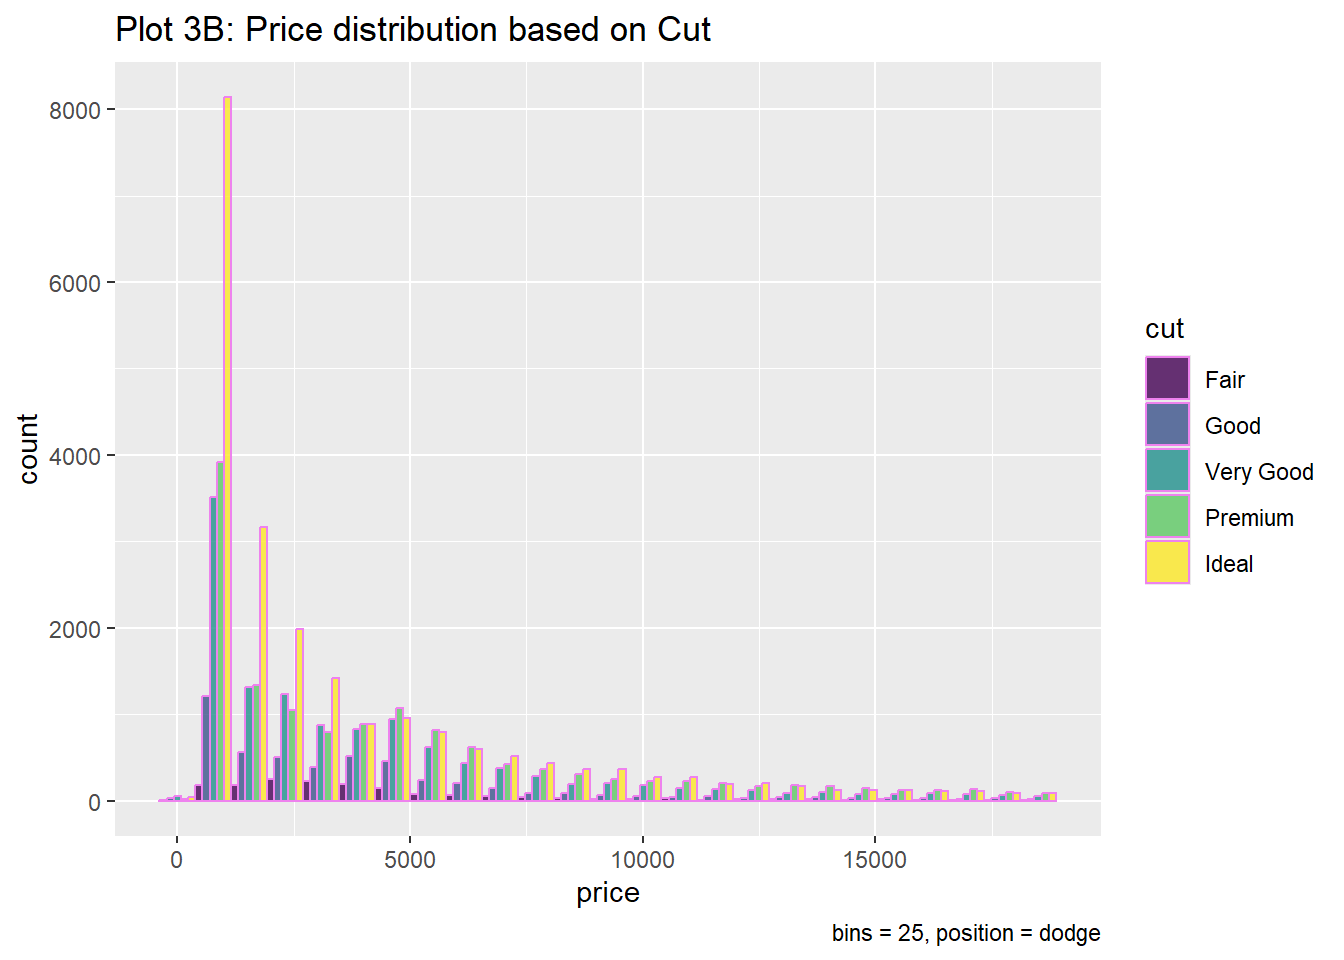 Plot 3B: Price distribution based on Cut
8000
6000
4000
2000
0
count
0 5000 10000 15000
price
cut
Fair
Good
Very Good
Premium
Ideal
bins = 25, position = dodge